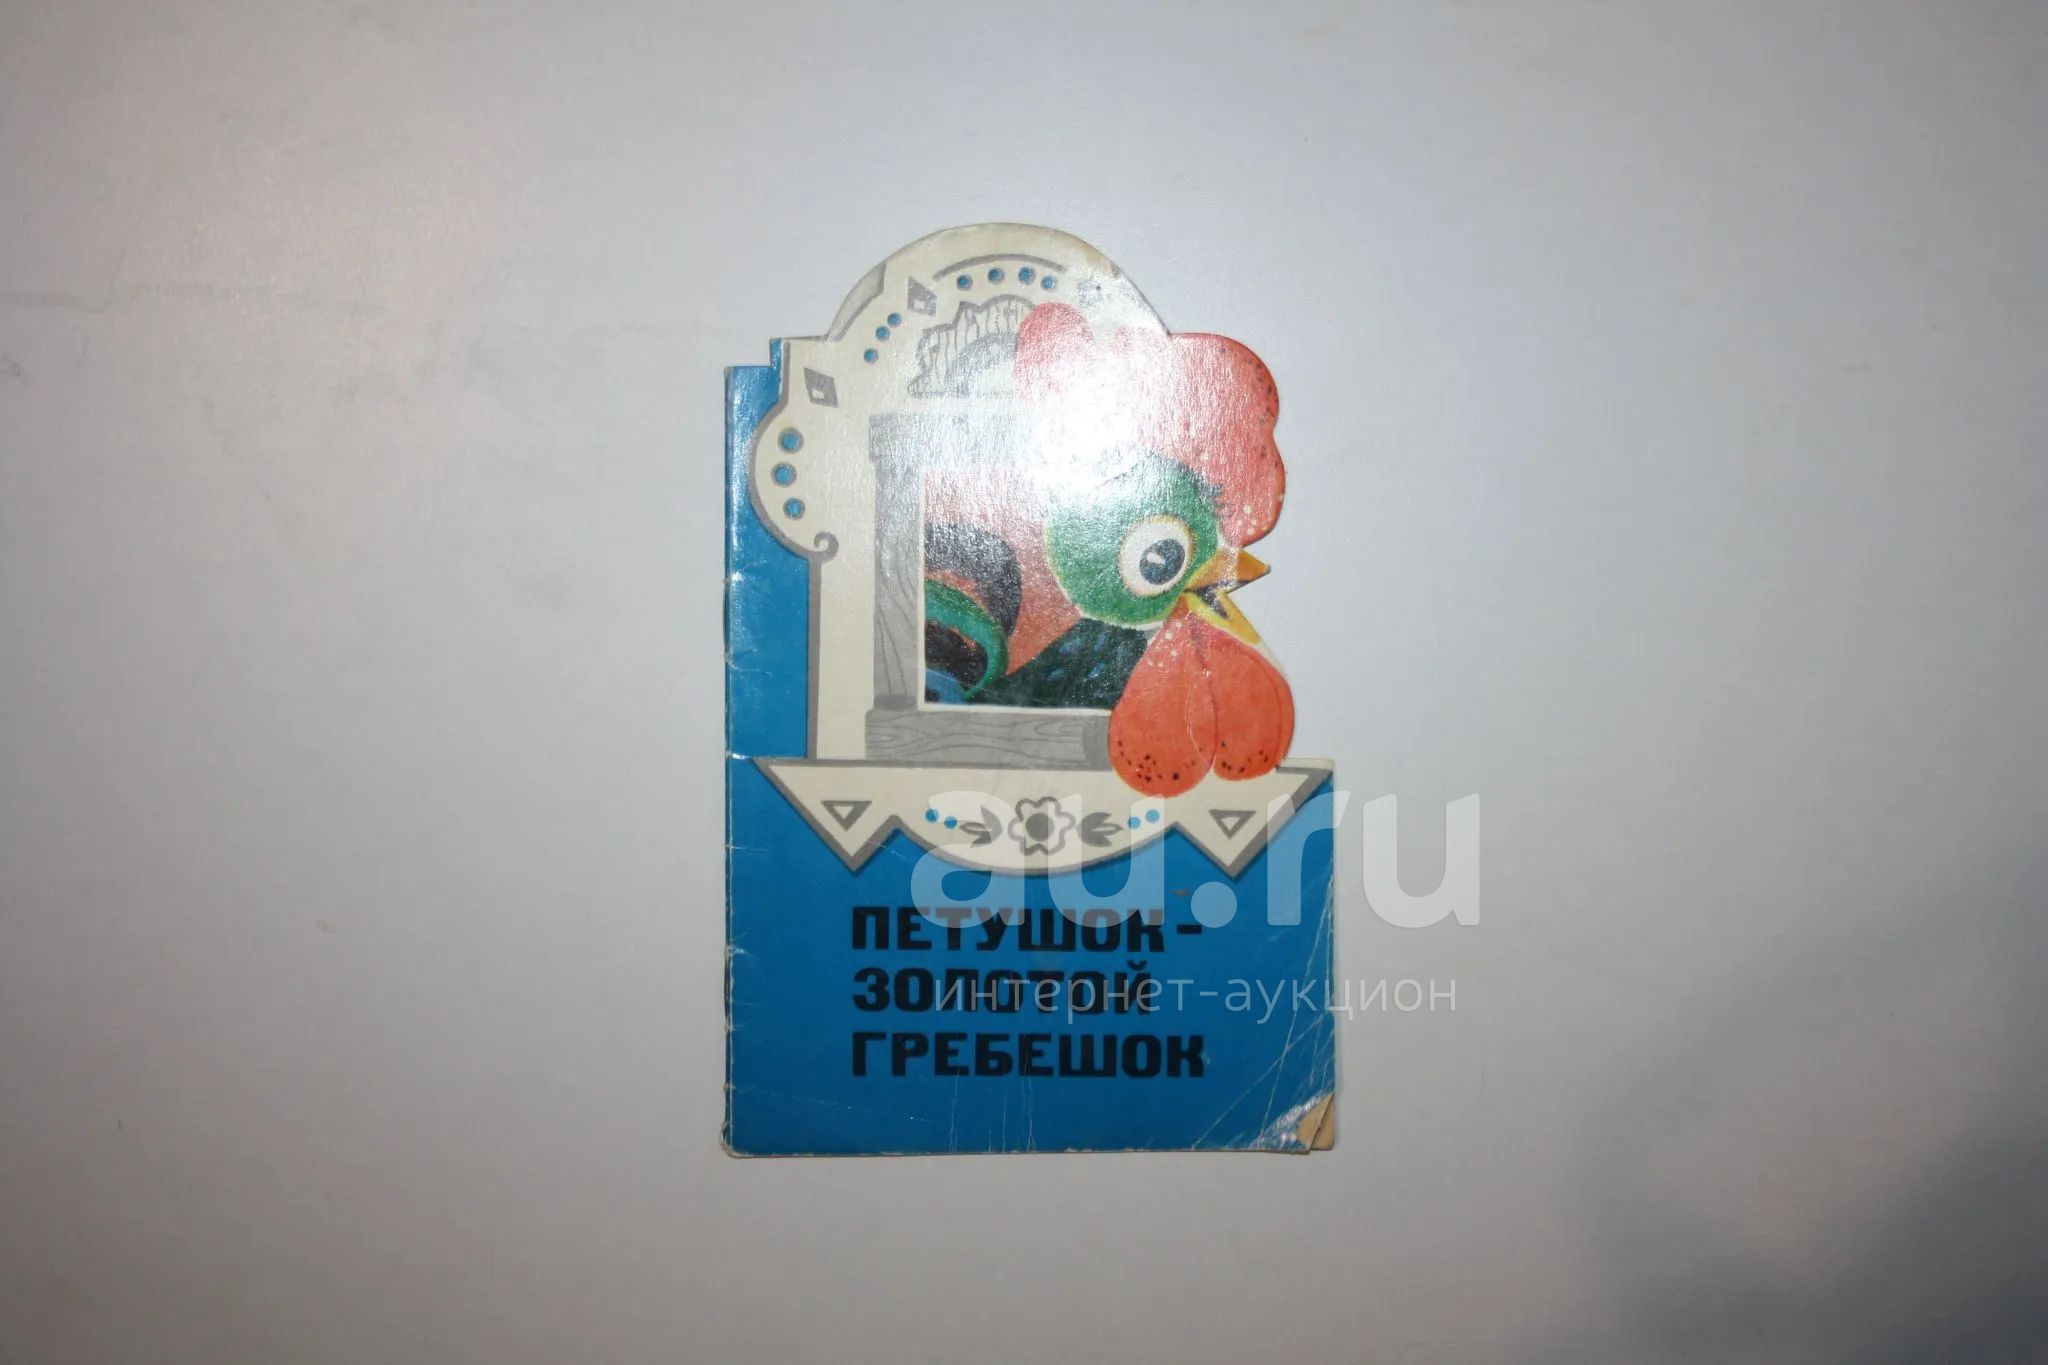 au.ru
ПЕТУШОК-
ЗОЛОТОЙ
интернет-аукцион
ГРЕБЕШОК